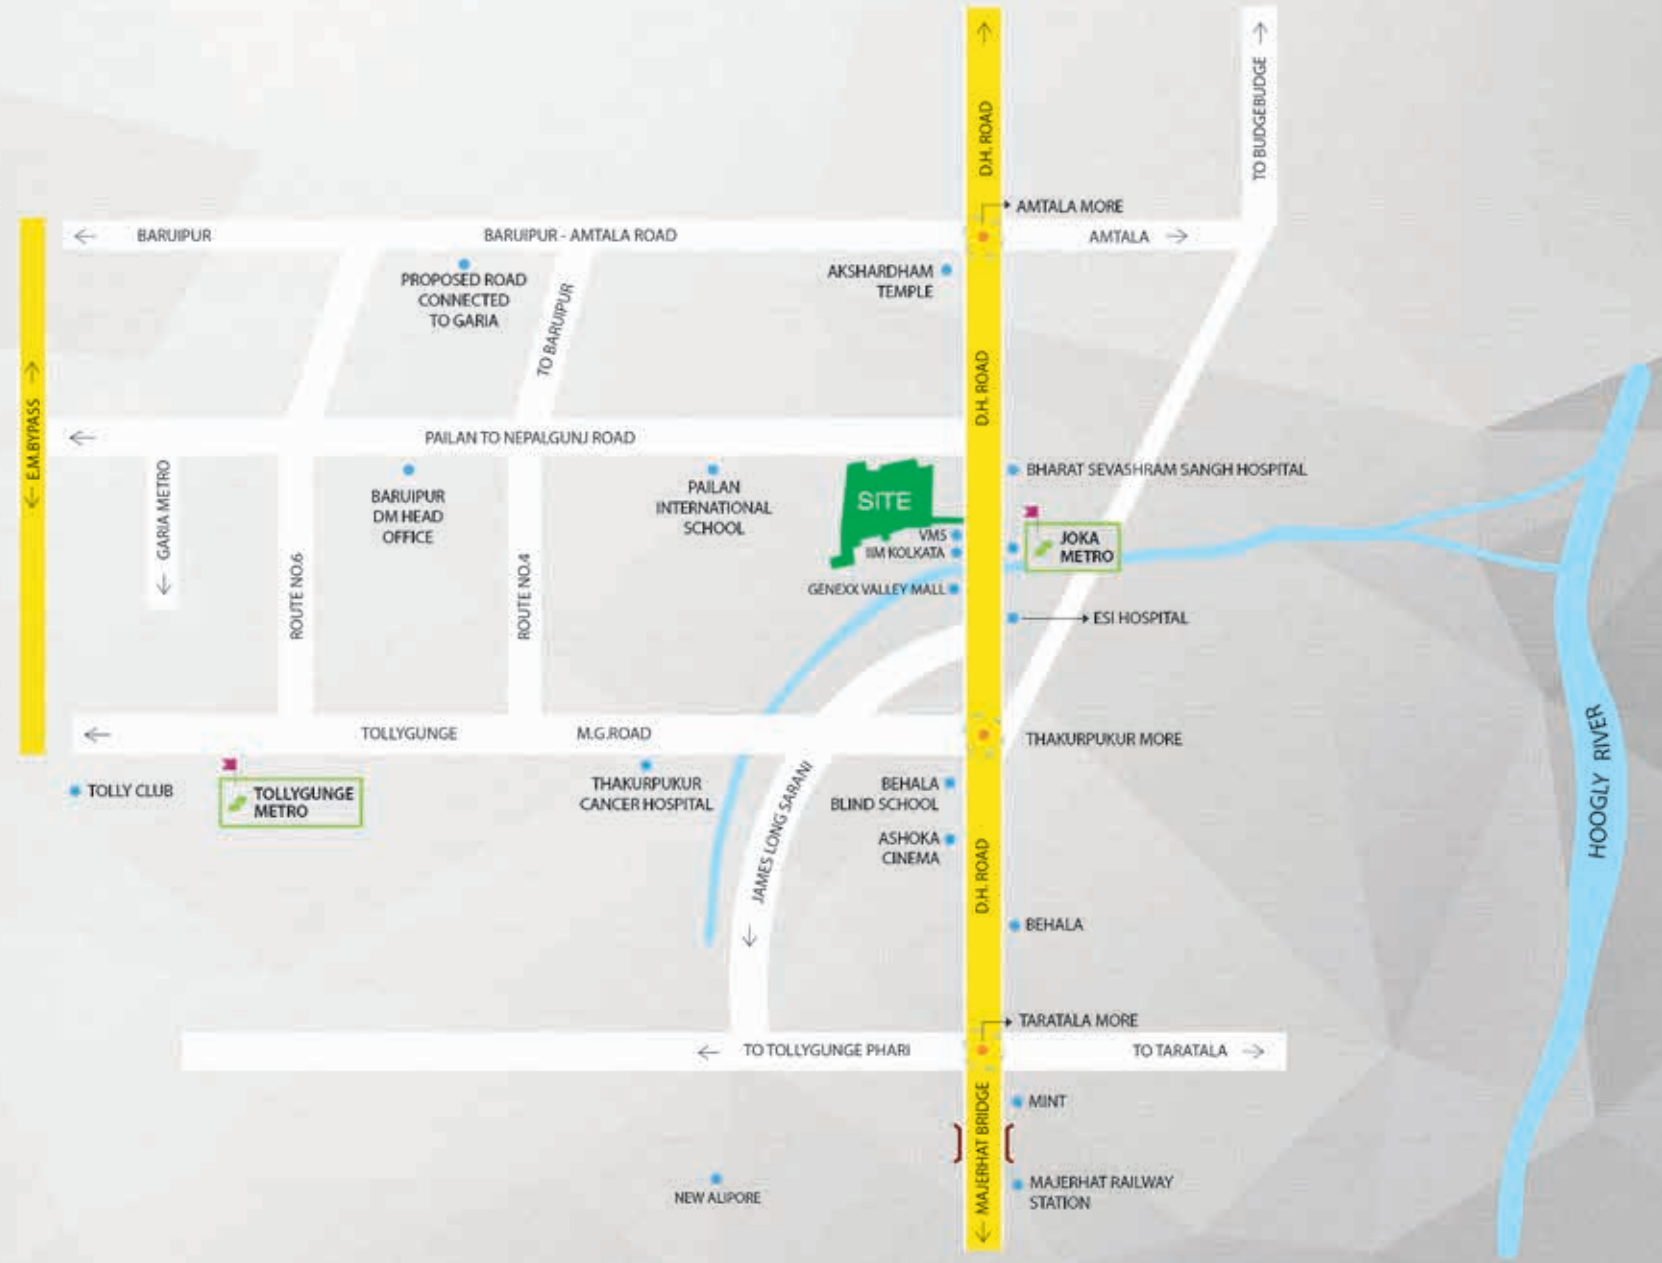 D.H. ROAD
TO BUDGEBUDGE
AMTALA MORE
BARUIPUR
BARUIPUR - AMTALA ROAD
AMTALA
AKSHARDHAM
TEMPLE
PROPOSED ROAD
CONNECTED
TO GARIA
TO BARUIPUR
D.H. ROAD
E.M.BYPASS
PAILAN TO NEPALGUNJ ROAD
GARIA METRO
BARUIPUR
DM HEAD
OFFICE
PAILAN
INTERNATIONAL
SCHOOL
SITE
BHARAT SEVASHRAM SANGH HOSPITAL
VMS
IIM KOLKATA
JOKA
METRO
GENEXX VALLEY MALL
ESI HOSPITAL
ROUTE NO.6
ROUTE NO.4
TOLLYGUNGE
M.G.ROAD
THAKURPUKUR MORE
HOOGLY RIVER
TOLLY CLUB
TOLLYGUNGE
METRO
THAKURPUKUR
CANCER HOSPITAL
JAMES LONG SARANI
BEHALA
BLIND SCHOOL
ASHOKA
CINEMA
D.H. ROAD
BEHALA
TARATALA MORE
TO TOLLYGUNGE PHARI
TO TARATALA
MAJERHAT BRIDGE
MINT
MAJERHAT RAILWAY
STATION
NEW ALIPORE